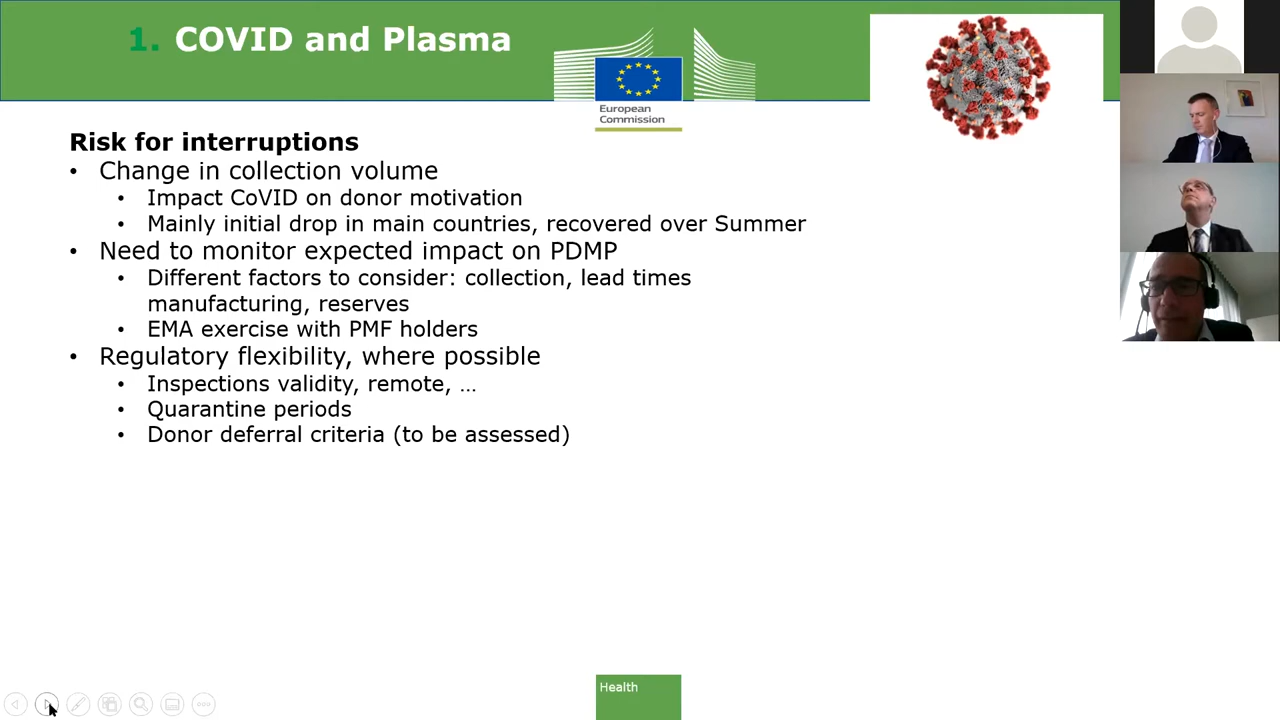 1. COVID and Plasma
European
Commission
Risk for interruptions
• Change in collection volume
• Impact CoVID on donor motivation
• Mainly initial drop in main countries, recovered over Summer
• Need to monitor expected impact on PDMP
• Different factors to consider: collection, lead times
manufacturing, reserves
• EMA exercise with PMF holders
• Regulatory flexibility, where possible
• Inspections validity, remote, …
• Quarantine periods
• Donor deferral criteria (to be assessed)
Health